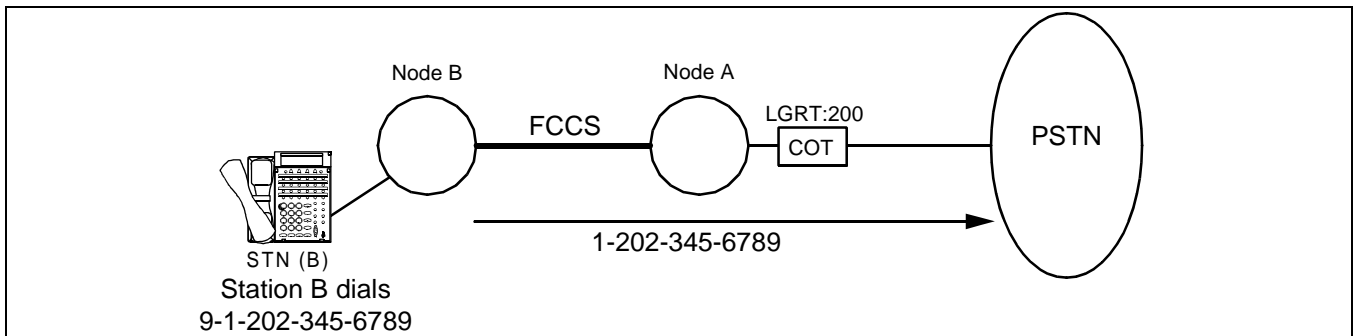 Node B
Node A
FCCS
LGRT:200
COT
PSTN
1-202-345-6789
STN (B)
Station B dials
9-1-202-345-6789